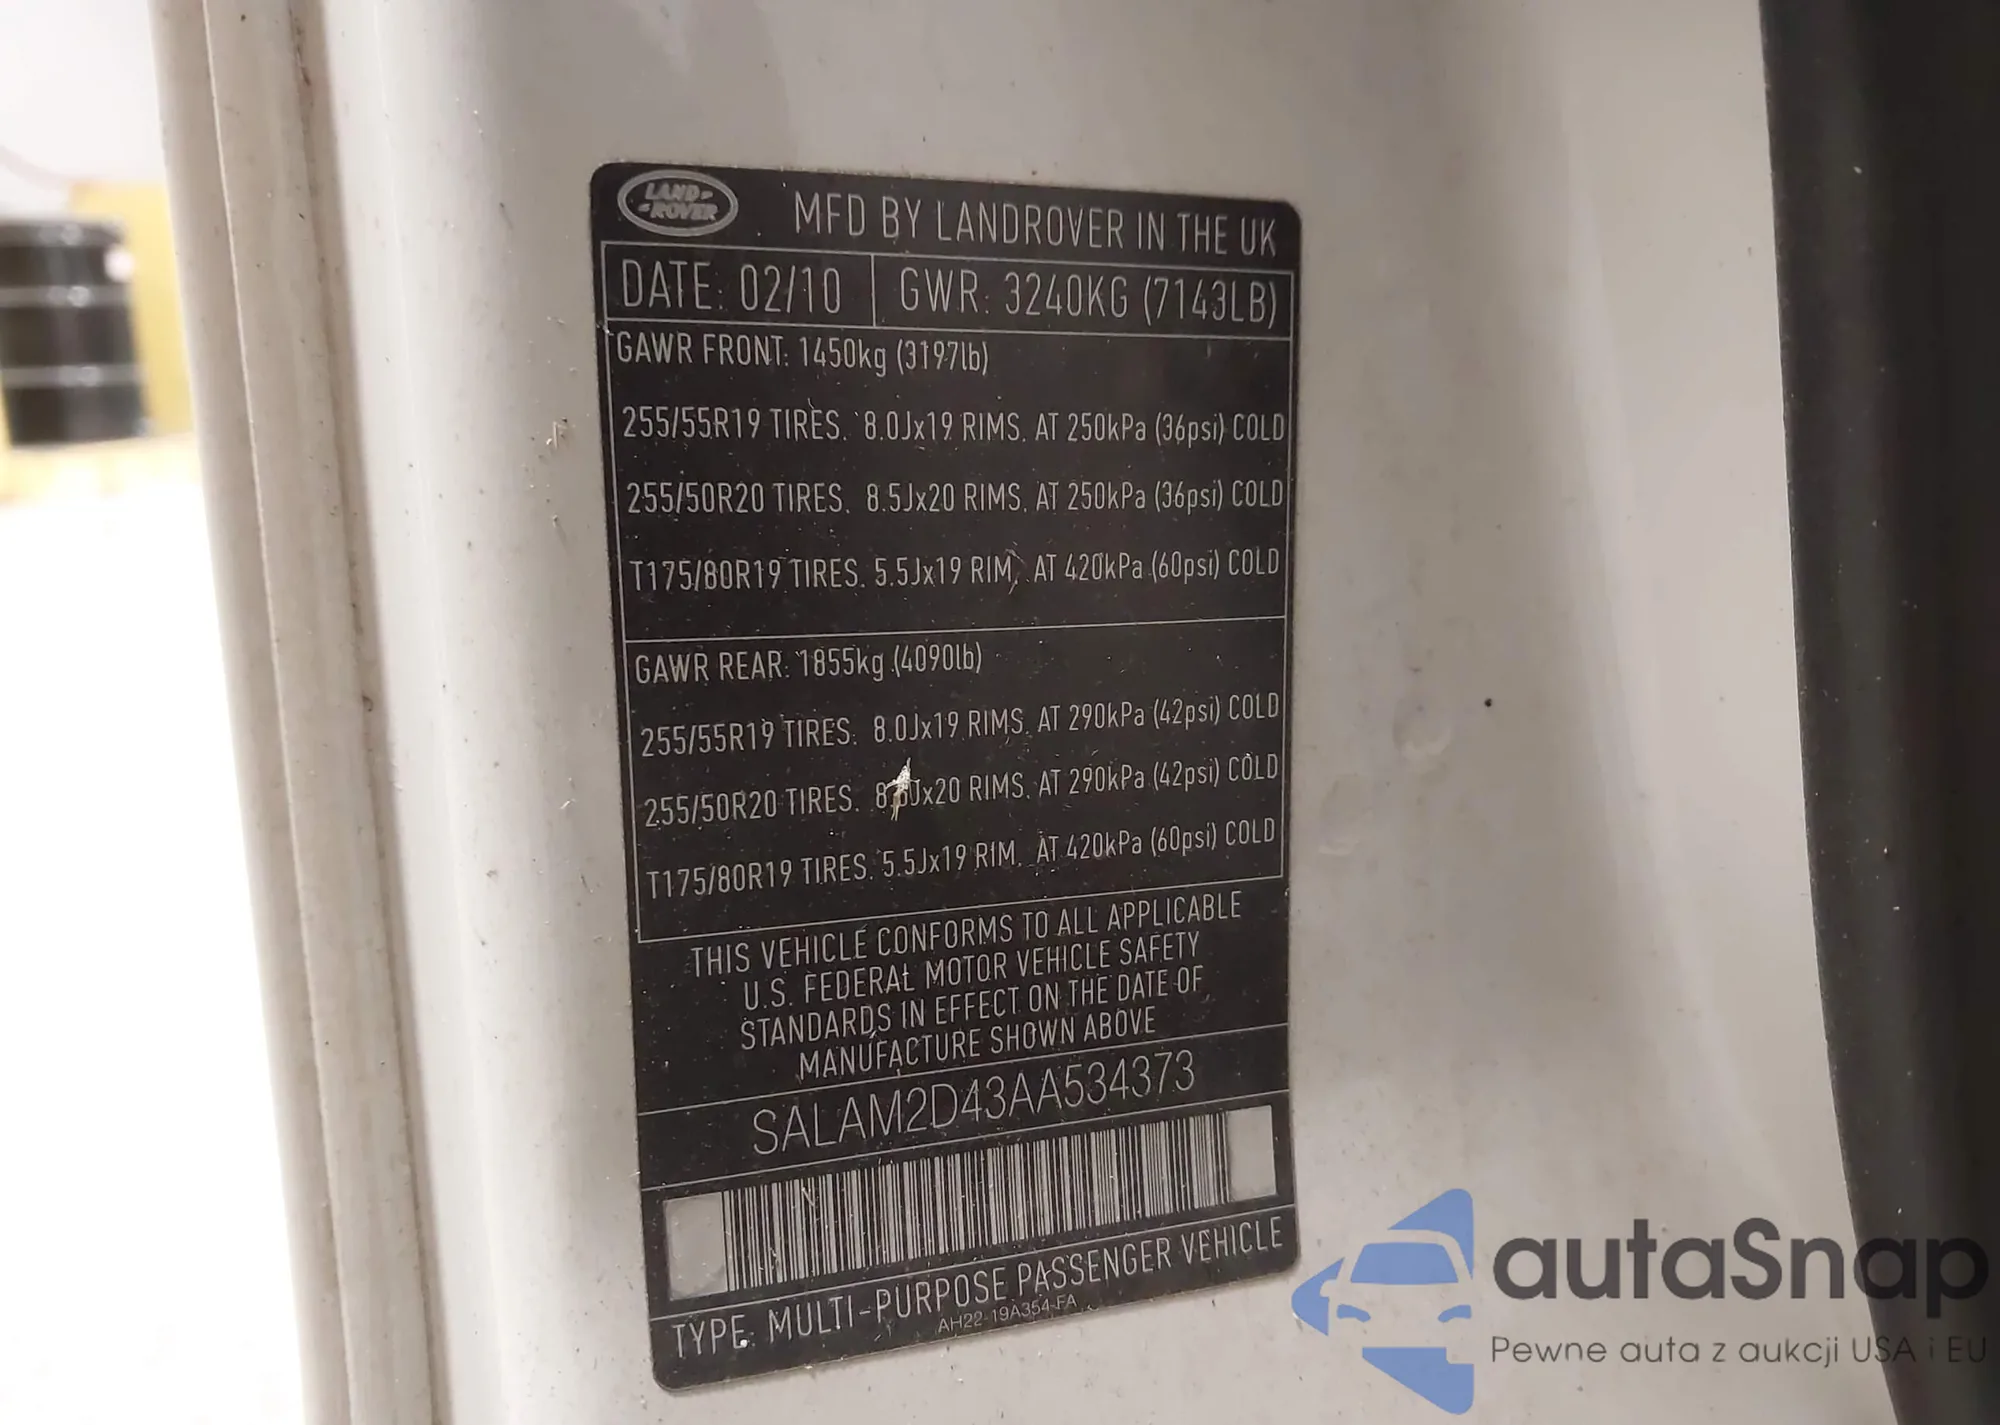 LAND-
-ROVER
MFD BY LANDROVER IN THE UK
DATE: 02/10 GWR: 3240KG (7143LB)
GAWR FRONT: 1450kg (3197lb)
255/55R19 TIRES. 8.0Jx19 RIMS. AT 250kPa (36psi) COLD
255/50R20 TIRES. 8.5Jx20 RIMS. AT 250kPa (36psi) COLD
T175/80R19 TIRES. 5.5Jx19 RIM. AT 420kPa (60psi) COLD
GAWR REAR: 1855kg (4090lb)
255/55R19 TIRES. 8.0Jx19 RIMS. AT 290kPa (42psi) COLD
255/50R20 TIRES. RIMS. AT 290kPa (42psi) COLD
T175/80R19 TIRES. 5.5Jx19 RIM. AT 420kPa (60psi) COLD
THIS VEHICLE CONFORMS TO ALL APPLICABLE
U.S. FEDERAL MOTOR VEHICLE SAFETY
STANDARDS IN EFFECT ON THE DATE OF
MANUFACTURE SHOWN ABOVE
SALAM2D43AA534373
TYPE: MULTI-PURPOSE PASSENGER VEHICLE
AH22-19A354-FA
autaSnap
Pewne auta z aukcji USA i EU